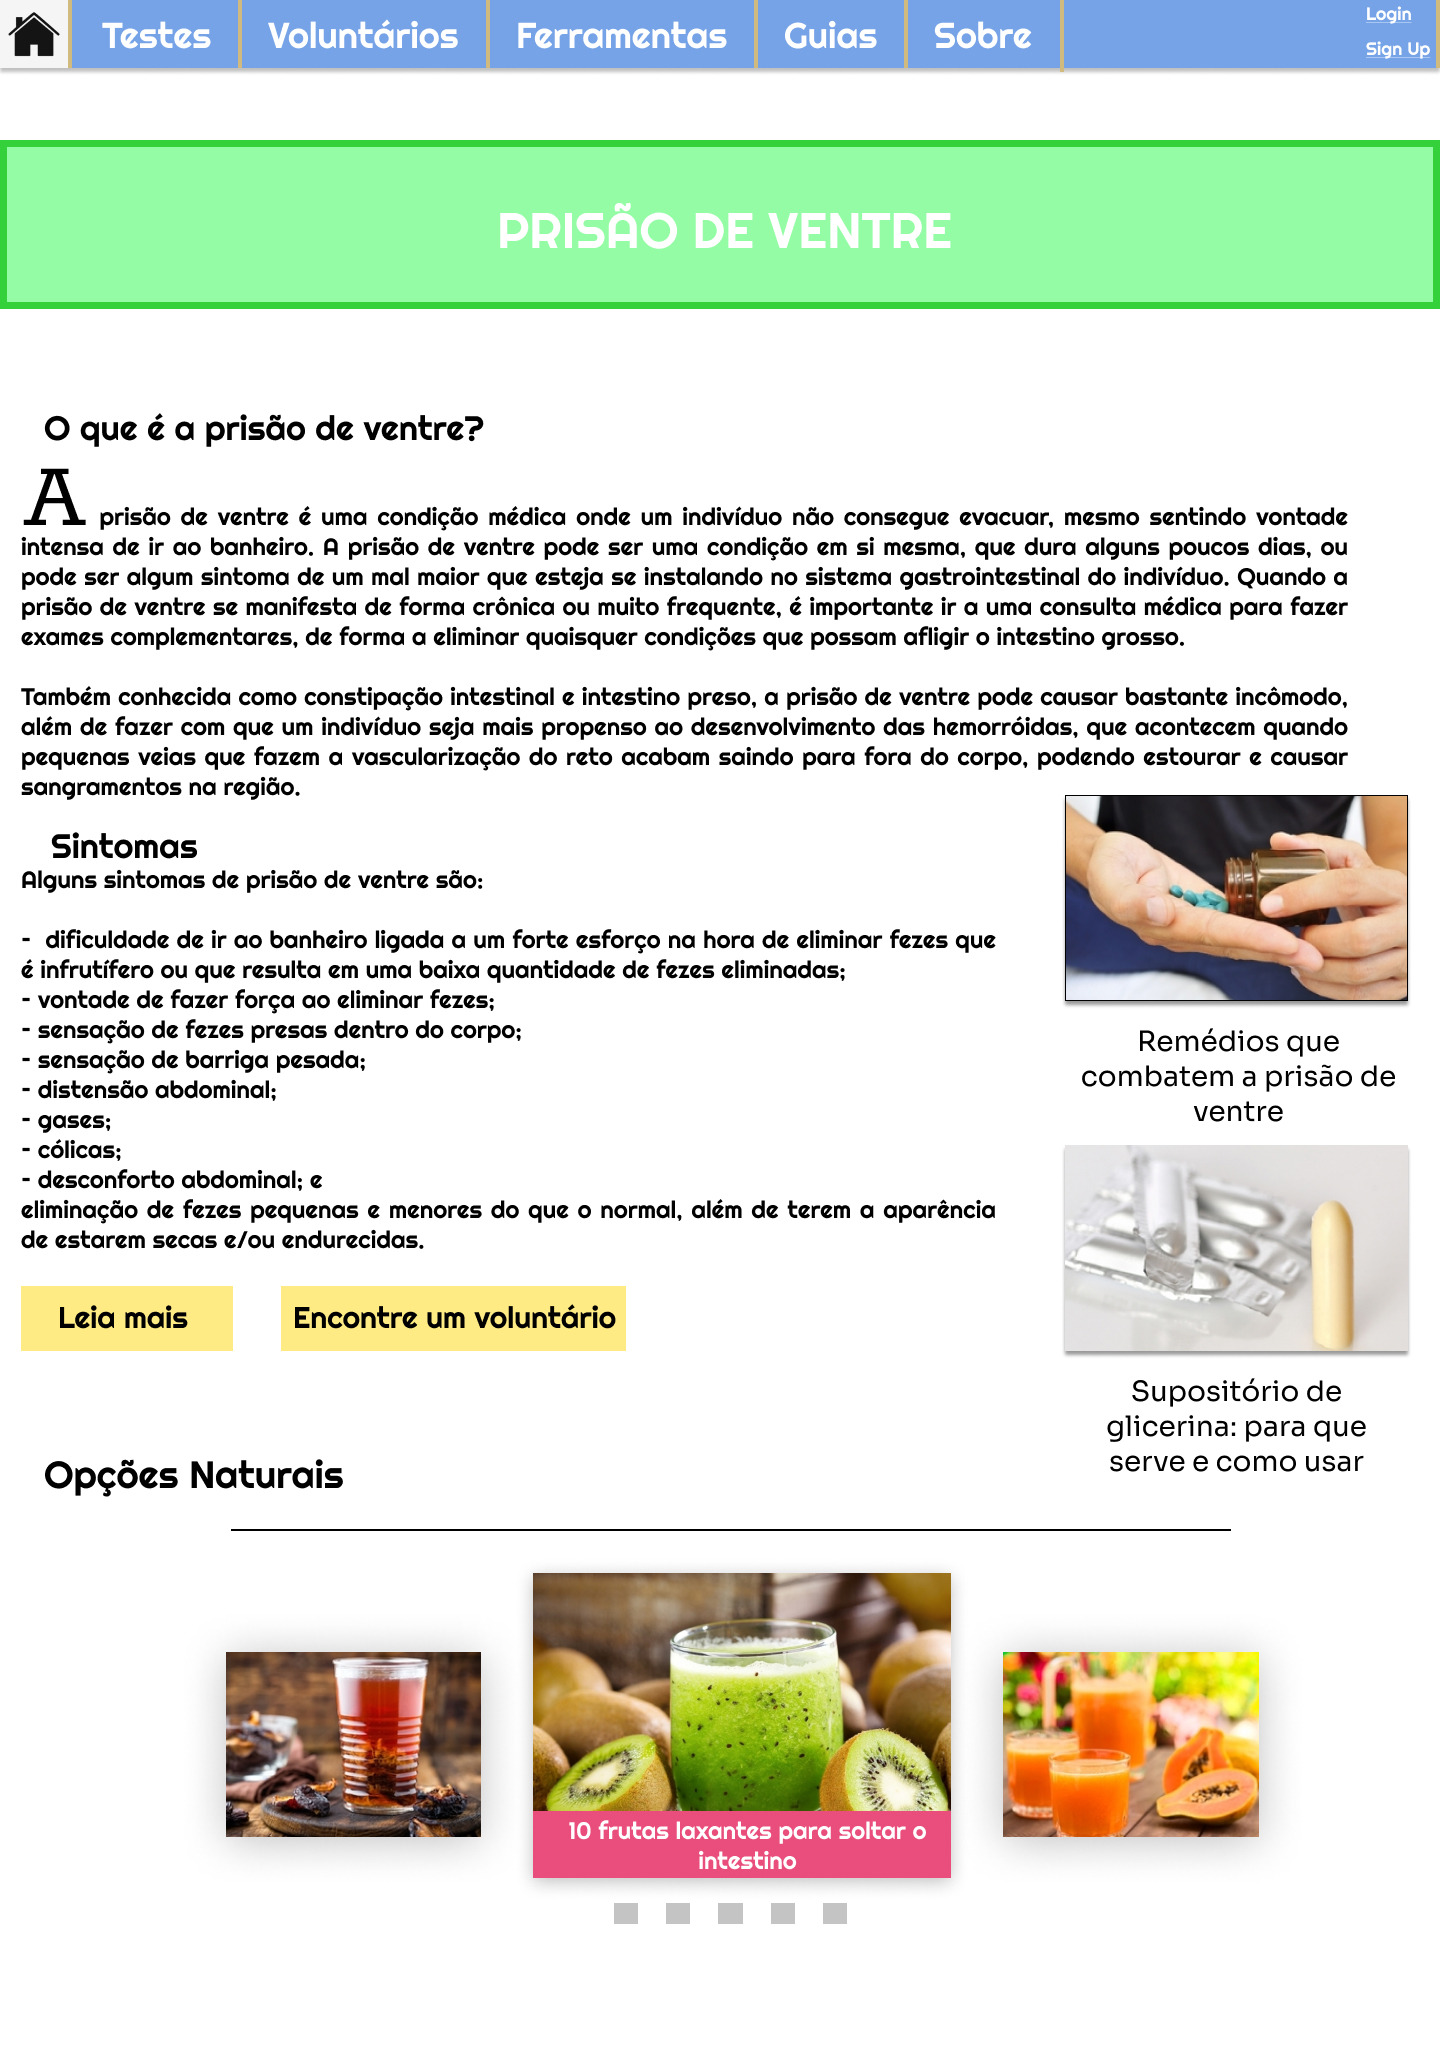 Testes
Voluntários
Ferramentas
Guias
Sobre
Login
Sign Up
PRISÃO DE VENTRE
O que é a prisão de ventre?
A prisão de ventre é uma condição médica onde um indivíduo não consegue evacuar, mesmo sentindo vontade
intensa de ir ao banheiro. A prisão de ventre pode ser uma condição em si mesma, que dura alguns poucos dias, ou
pode ser algum sintoma de um mal maior que esteja se instalando no sistema gastrointestinal do indivíduo. Quando a
prisão de ventre se manifesta de forma crônica ou muito frequente, é importante ir a uma consulta médica para fazer
exames complementares, de forma a eliminar quaisquer condições que possam afligir o intestino grosso.
Também conhecida como constipação intestinal e intestino preso, a prisão de ventre pode causar bastante incômodo,
além de fazer com que um indivíduo seja mais propenso ao desenvolvimento das hemorróidas, que acontecem quando
pequenas veias que fazem a vascularização do reto acabam saindo para fora do corpo, podendo estourar e causar
sangramentos na região.
Sintomas
Alguns sintomas de prisão de ventre são:
- dificuldade de ir ao banheiro ligada a um forte esforço na hora de eliminar fezes que
é infrutífero ou que resulta em uma baixa quantidade de fezes eliminadas;
- vontade de fazer força ao eliminar fezes;
- sensação de fezes presas dentro do corpo;
- sensação de barriga pesada;
- distensão abdominal;
- gases;
- cólicas;
- desconforto abdominal; e
eliminação de fezes pequenas e menores do que o normal, além de terem a aparência
de estarem secas e/ou endurecidas.
Leia mais
Encontre um voluntário
Remédios que
combatem a prisão de
ventre
Supositório de
glicerina: para que
serve e como usar
Opções Naturais
10 frutas laxantes para soltar o
intestino